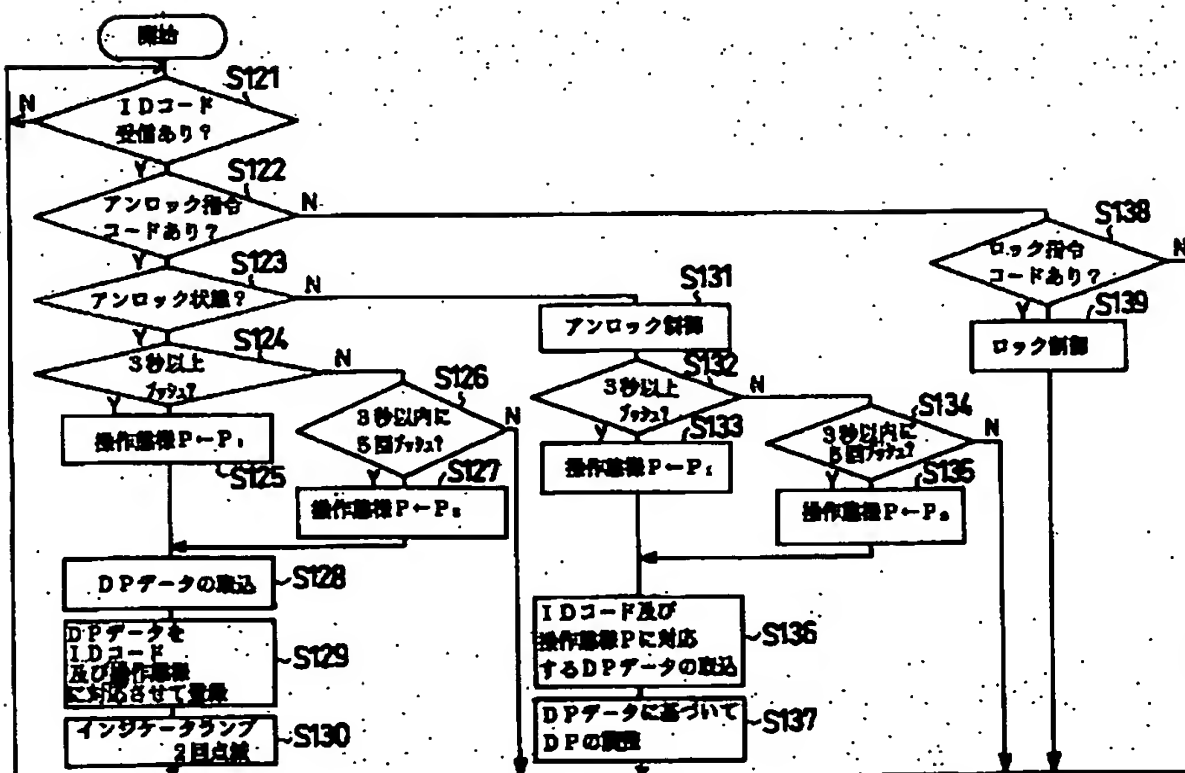 開始
S121
N
IDコード
受信あり?
Y
S122
アンロック指令
コードあり?
N
S138
ロック指令
コードあり?
N
Y
S123
アンロック状態?
N
S131
アンロック制御
Y
S139
ロック制御
Y
S124
3秒以上
プッシュ?
N
S132
3秒以上
プッシュ?
N
Y
S126
3秒以内に
5回プッシュ?
N
S134
3秒以内に
5回プッシュ?
N
Y
操作態様P←P₁
S125
S133
操作態様P←P₁
Y
S127
操作態様P←P₂
Y
S135
操作態様P←P₂
Y
DPデータの取込
S128
IDコード及び
操作態様Pに対応
するDPデータの取込
S136
DPデータを
IDコード
及び操作態様
に対応させて登録
S129
DPデータに基づいて
DPの調整
S137
インジケータランプ
2回点滅
S130